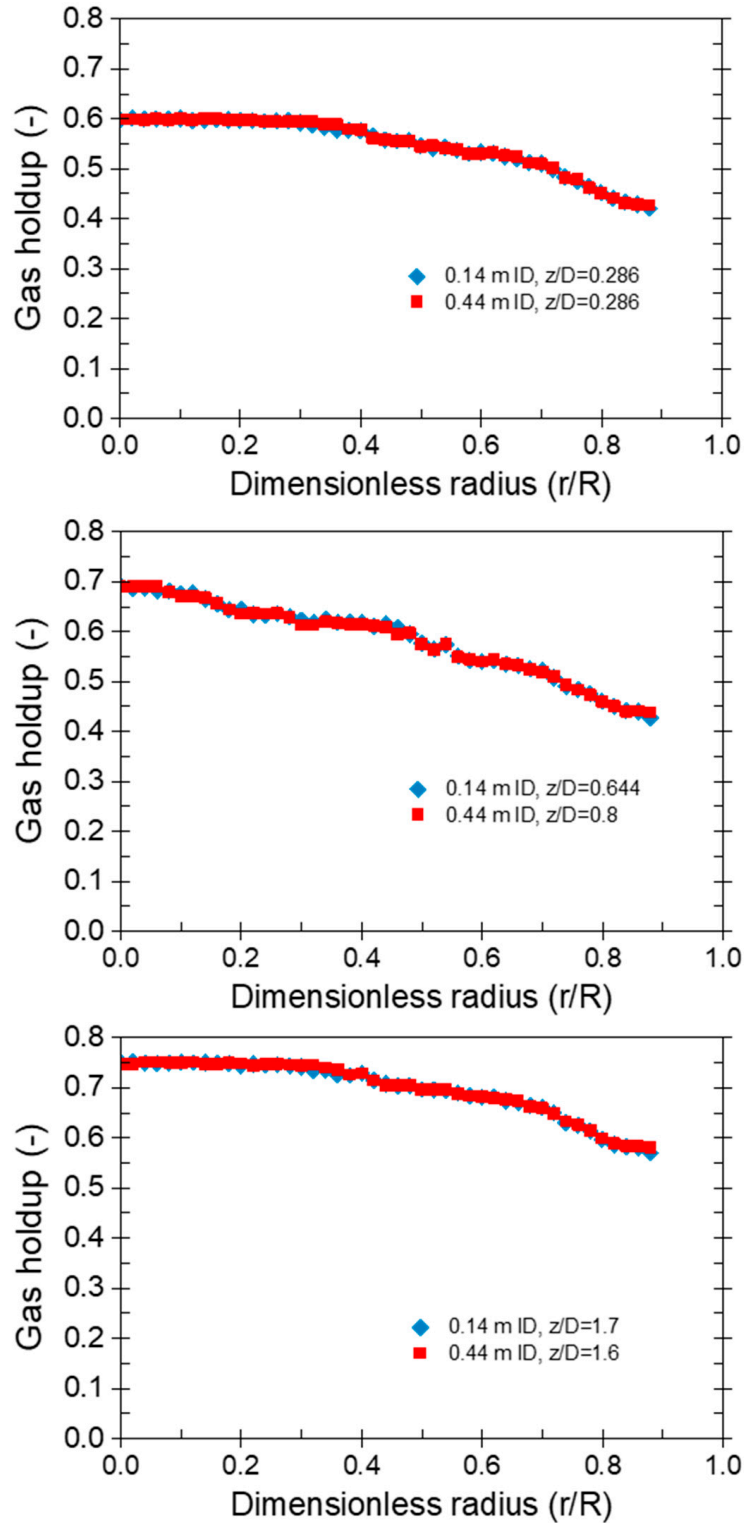 0.8
0.7
0.6
0.5
0.4
0.3
0.2
0.1
0.0
Gas holdup (-)
0.14 m ID, z/D=0.286
0.44 m ID, z/D=0.286
0.0 0.2 0.4 0.6 0.8 1.0
Dimensionless radius (r/R)
0.8
0.7
0.6
0.5
0.4
0.3
0.2
0.1
0.0
Gas holdup (-)
0.14 m ID, z/D=0.644
0.44 m ID, z/D=0.8
0.0 0.2 0.4 0.6 0.8 1.0
Dimensionless radius (r/R)
0.8
0.7
0.6
0.5
0.4
0.3
0.2
0.1
0.0
Gas holdup (-)
0.14 m ID, z/D=1.7
0.44 m ID, z/D=1.6
0.0 0.2 0.4 0.6 0.8 1.0
Dimensionless radius (r/R)